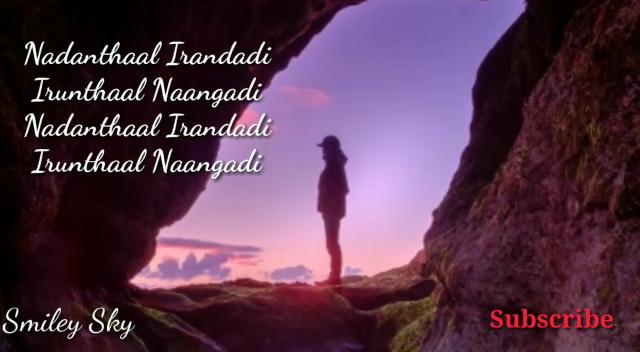 Nadanthaal Irandadi
Irunthaal Naangadi
Nadanthaal Irandadi
Irunthaal Naangadi
Smiley Sky
Subscribe